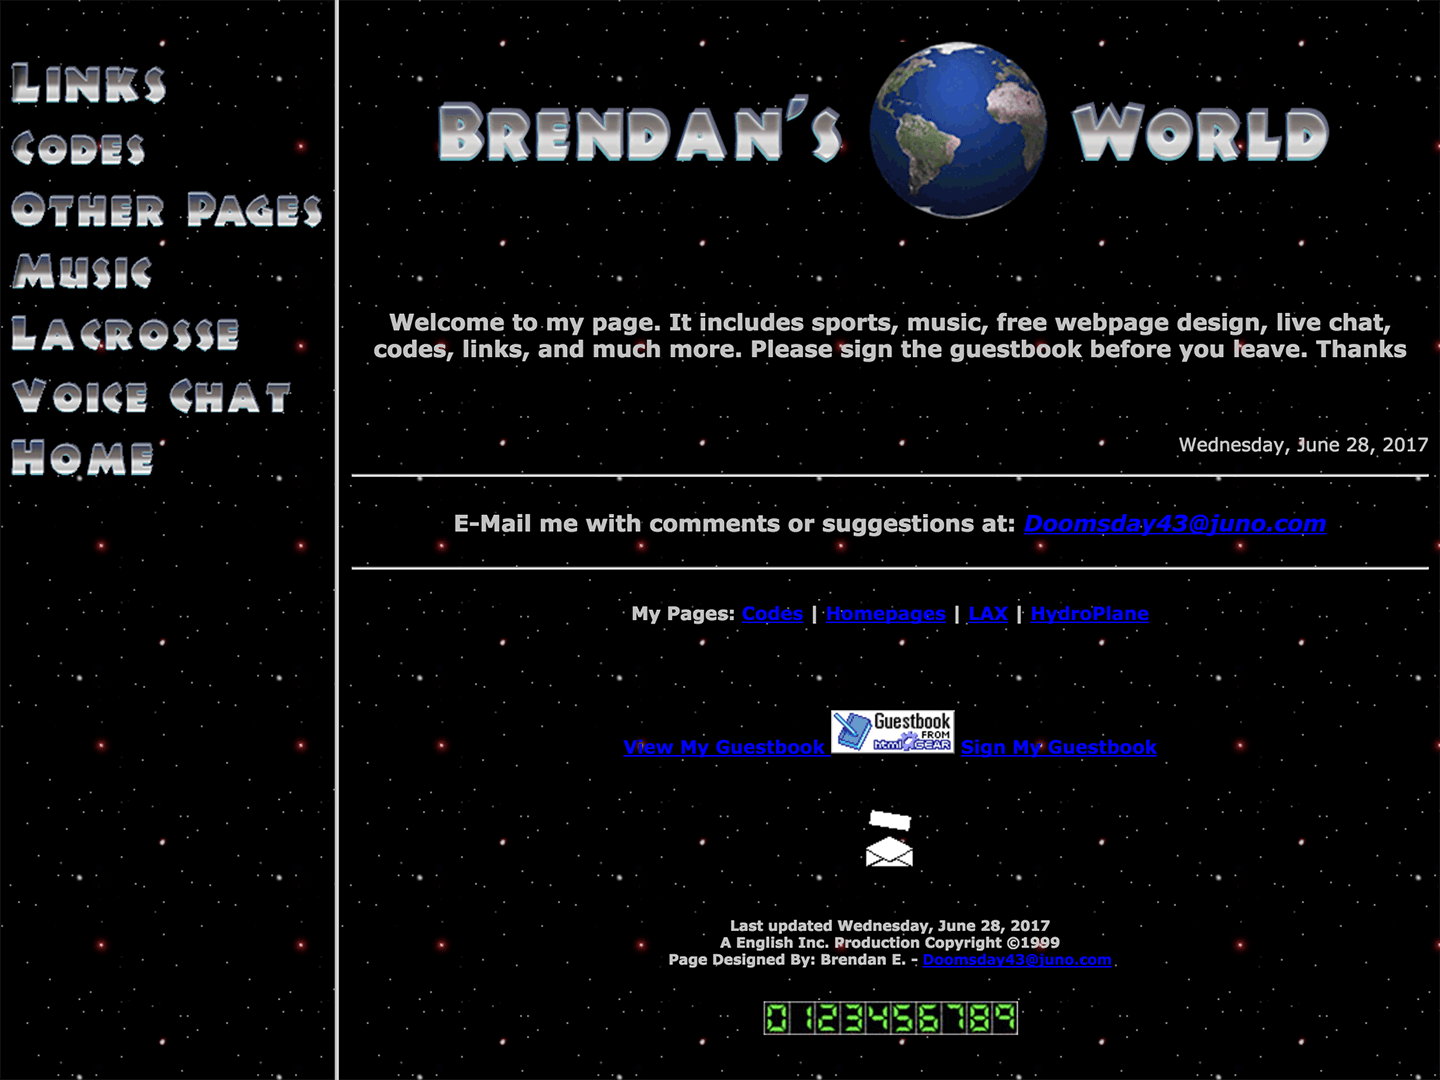 Links
Codes
Other Pages
Music
Lacrosse
Voice Chat
Home
Brendan's World
Welcome to my page. It includes sports, music, free webpage design, live chat,
codes, links, and much more. Please sign the guestbook before you leave. Thanks
Wednesday, June 28, 2017
E-Mail me with comments or suggestions at: Doomsday43@juno.com
My Pages: Codes | Homepages | LAX | HydroPlane
View My Guestbook
Guestbook
FROM
html GEAR
Sign My Guestbook
Last updated Wednesday, June 28, 2017
A English Inc. Production Copyright ©1999
Page Designed By: Brendan E. - Doomsday43@juno.com
0123456789